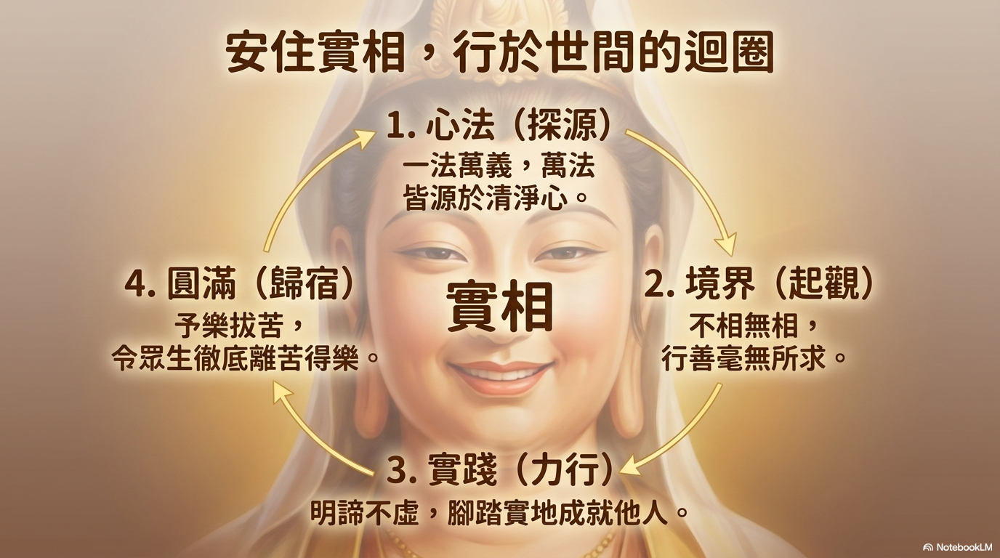 安住實相，行於世間的迴圈
1. 心法（探源）
一法萬義，萬法
皆源於清淨心。
2. 境界（起觀）
不相無相，
行善毫無所求。
3. 實踐（力行）
明諦不虛，腳踏實地成就他人。
4. 圓滿（歸宿）
予樂拔苦，
令眾生徹底離苦得樂。
實相
NotebookLM